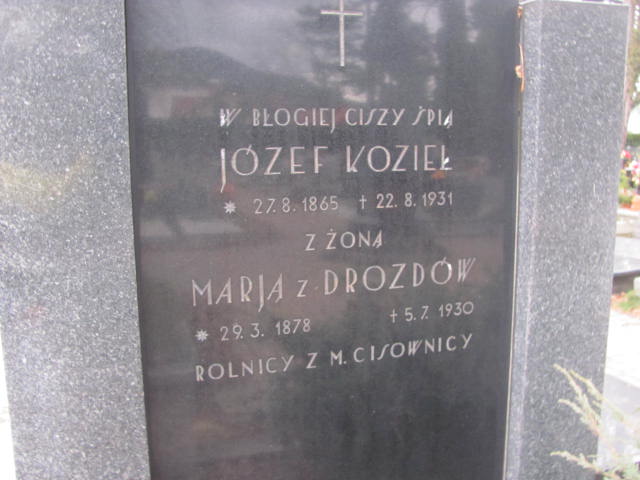 W BŁOGIEJ CISZY ŚPIĄ
JÓZEF KOZIEŁ
* 27.8.1865 † 22.8.1931
Z ŻONĄ
MARJA Z DROZDÓW
* 29.3.1878 † 5.7.1930
ROLNICY Z M. CISOWNICY